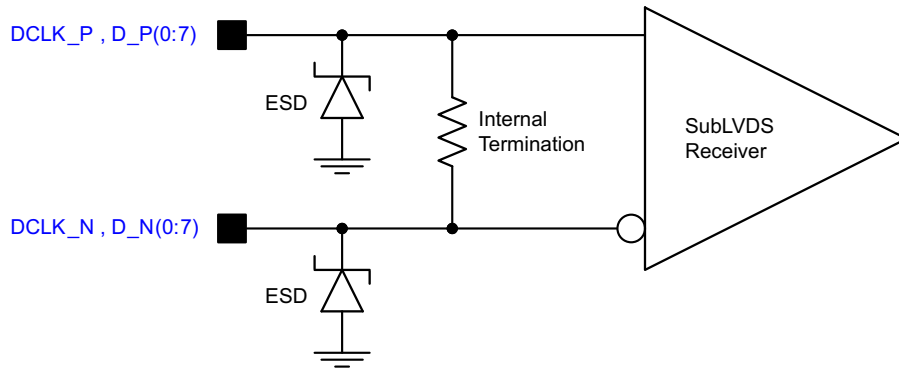 DCLK_P , D_P(0:7)
ESD
Internal
Termination
SubLVDS
Receiver
DCLK_N , D_N(0:7)
ESD